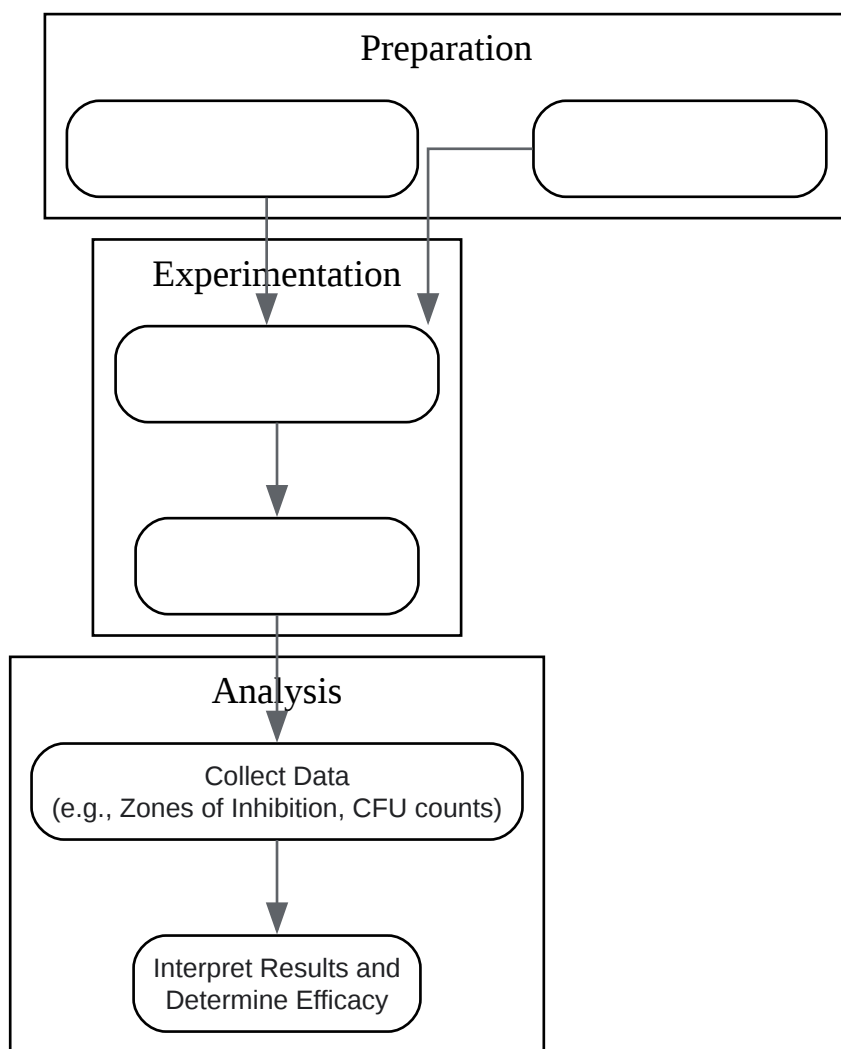 Preparation
Experimentation
Analysis
Collect Data
(e.g., Zones of Inhibition, CFU counts)
Interpret Results and
Determine Efficacy